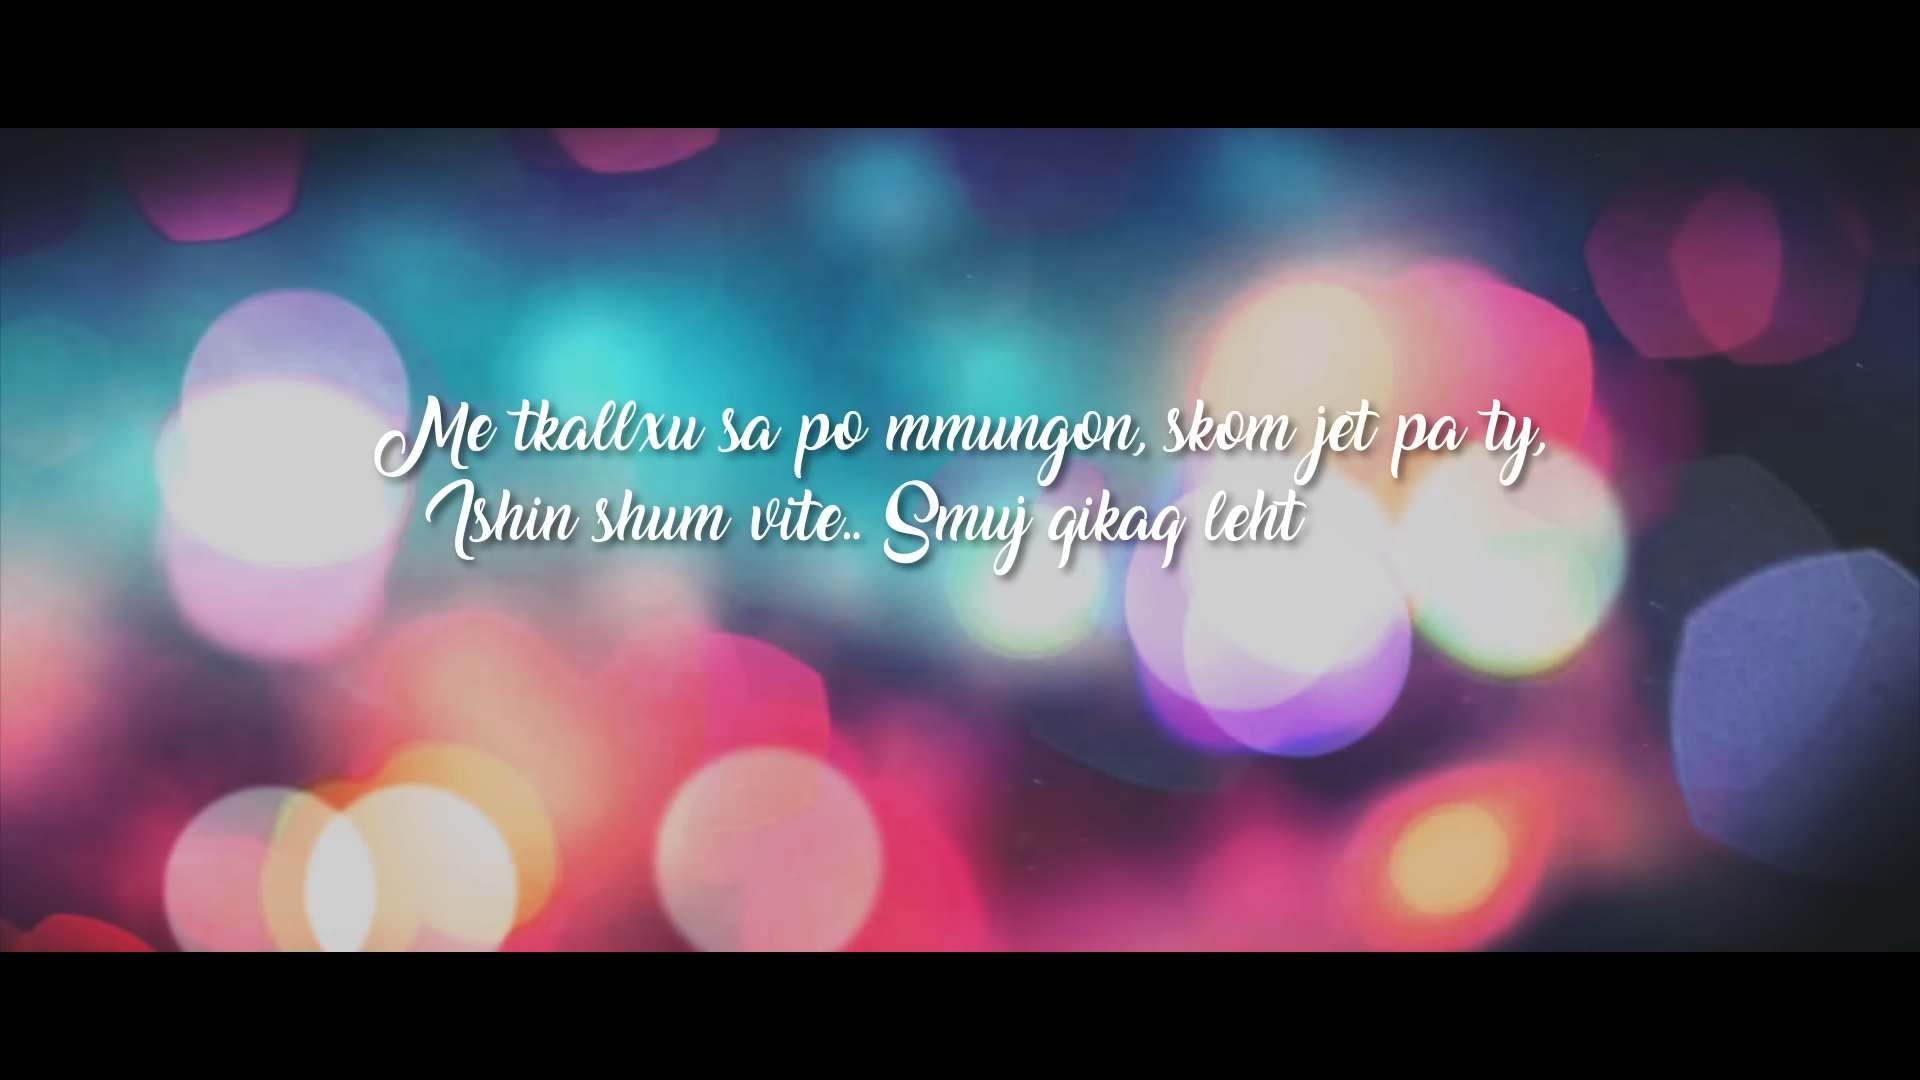 Me tkallxu sa po mmungon, skom jet pa ty,
Ishin shum vite.. Smuj qikaq leht